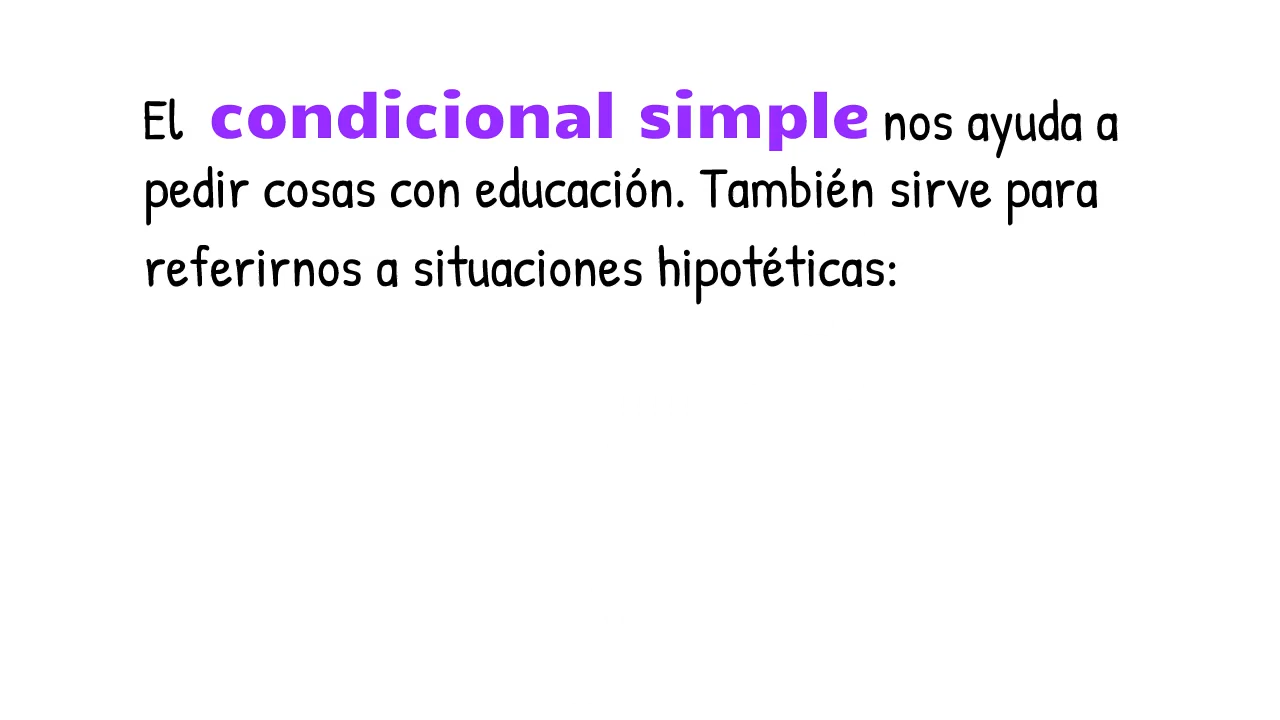 El condicional simple nos ayuda a
pedir cosas con educación. También sirve para
referirnos a situaciones hipotéticas: